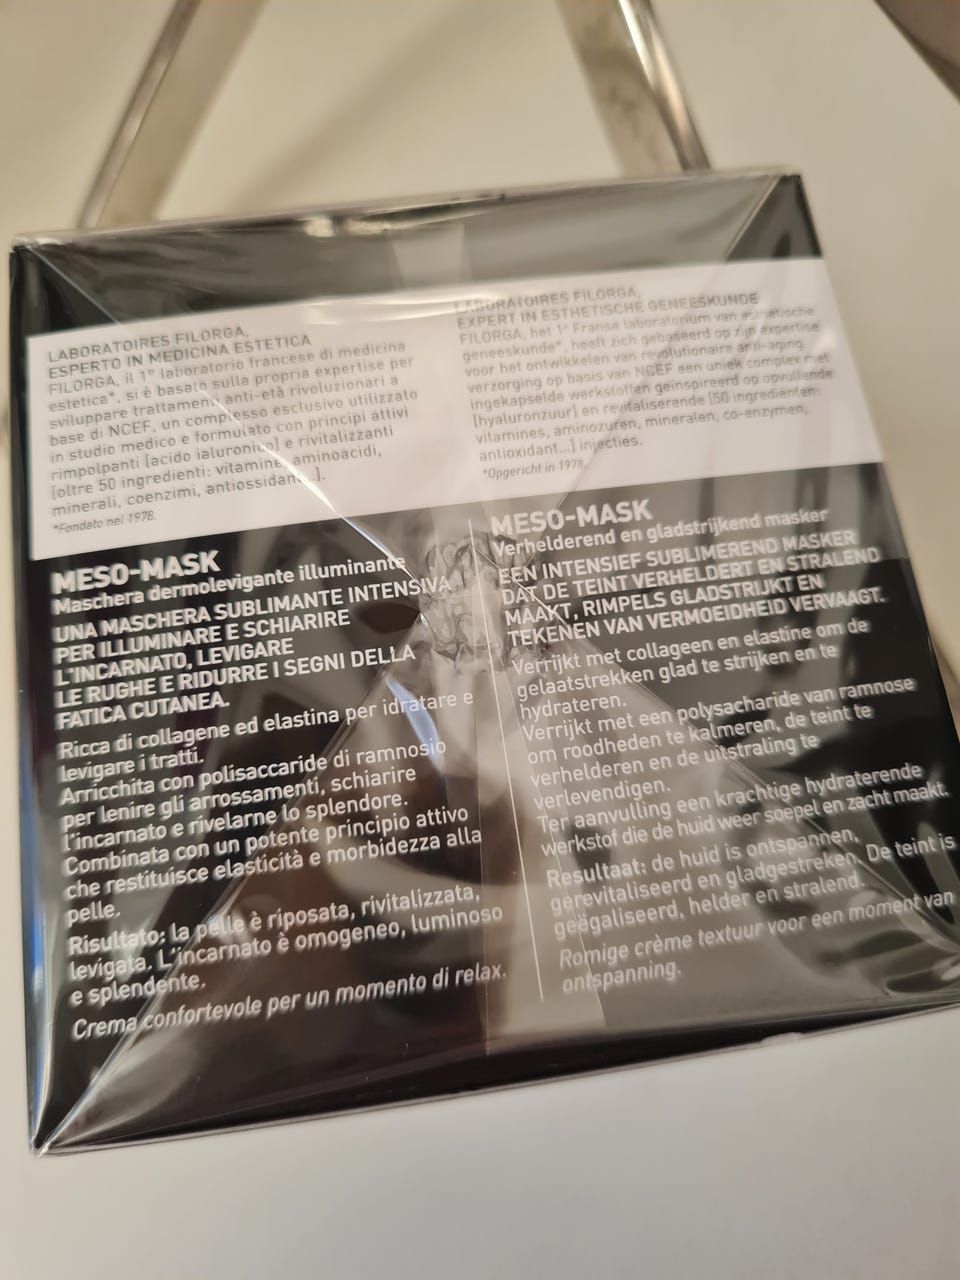 LABORATOIRES FILORGA,
ESPERTO IN MEDICINA ESTETICA
FILORGA, il 1° laboratorio francese di medicina
estetica*, si è basato sulla propria expertise per
sviluppare trattamenti anti-età rivoluzionari a
base di NCEF, un complesso esclusivo utilizzato
in studio medico e formulato con principi attivi
rimpolpanti [acido ialuronico] e rivitalizzanti
[oltre 50 ingredienti: vitamine, aminoacidi,
minerali, coenzimi, antiossidanti...].
*Fondato nel 1978.
MESO-MASK
Maschera dermolevigante illuminante
UNA MASCHERA SUBLIMANTE INTENSIVA
PER ILLUMINARE E SCHIARIRE
L'INCARNATO, LEVIGARE
LE RUGHE E RIDURRE I SEGNI DELLA
FATICA CUTANEA.
Ricca di collagene ed elastina per idratare e
levigare i tratti.
Arricchita con polisaccaride di ramnosio
per lenire gli arrossamenti, schiarire
l'incarnato e rivelarne lo splendore.
Combinata con un potente principio attivo
che restituisce elasticità e morbidezza alla
pelle.
Risultato: la pelle è riposata, rivitalizzata,
levigata. L'incarnato è omogeneo, luminoso
e splendente.
Crema confortevole per un momento di relax.
LABORATOIRES FILORGA,
EXPERT IN ESTHETISCHE GENEESKUNDE
FILORGA, het 1e Franse laboratorium van esthetische
geneeskunde*, heeft zich gebaseerd op zijn expertise
voor het ontwikkelen van revolutionaire anti-aging
verzorging op basis van NCEF een uniek complex met
ingekapselde werkstoffen geïnspireerd op opvullende
[hyaluronzuur] en revitaliserende [50 ingrediënten:
vitamines, aminozuren, mineralen, co-enzymen,
antioxidant...] injecties.
*Opgericht in 1978.
MESO-MASK
Verhelderend en gladstrijkend masker
EEN INTENSIEF SUBLIMEREND MASKER
DAT DE TEINT VERHELDERT EN STRALEND
MAAKT, RIMPELS GLADSTRIJKT EN
TEKENEN VAN VERMOEIDHEID VERVAAGT.
Verrijkt met collageen en elastine om de
gelaatstrekken glad te strijken en te
hydrateren.
Verrijkt met een polysacharide van ramnose
om roodheden te kalmeren, de teint te
verhelderen en de uitstraling te
verlevendigen.
Ter aanvulling een krachtige hydraterende
werkstof die de huid weer soepel en zacht maakt.
Resultaat: de huid is ontspannen,
gerevitaliseerd en gladgestreken. De teint is
geëgaliseerd, helder en stralend.
Romige crème textuur voor een moment van
ontspanning.